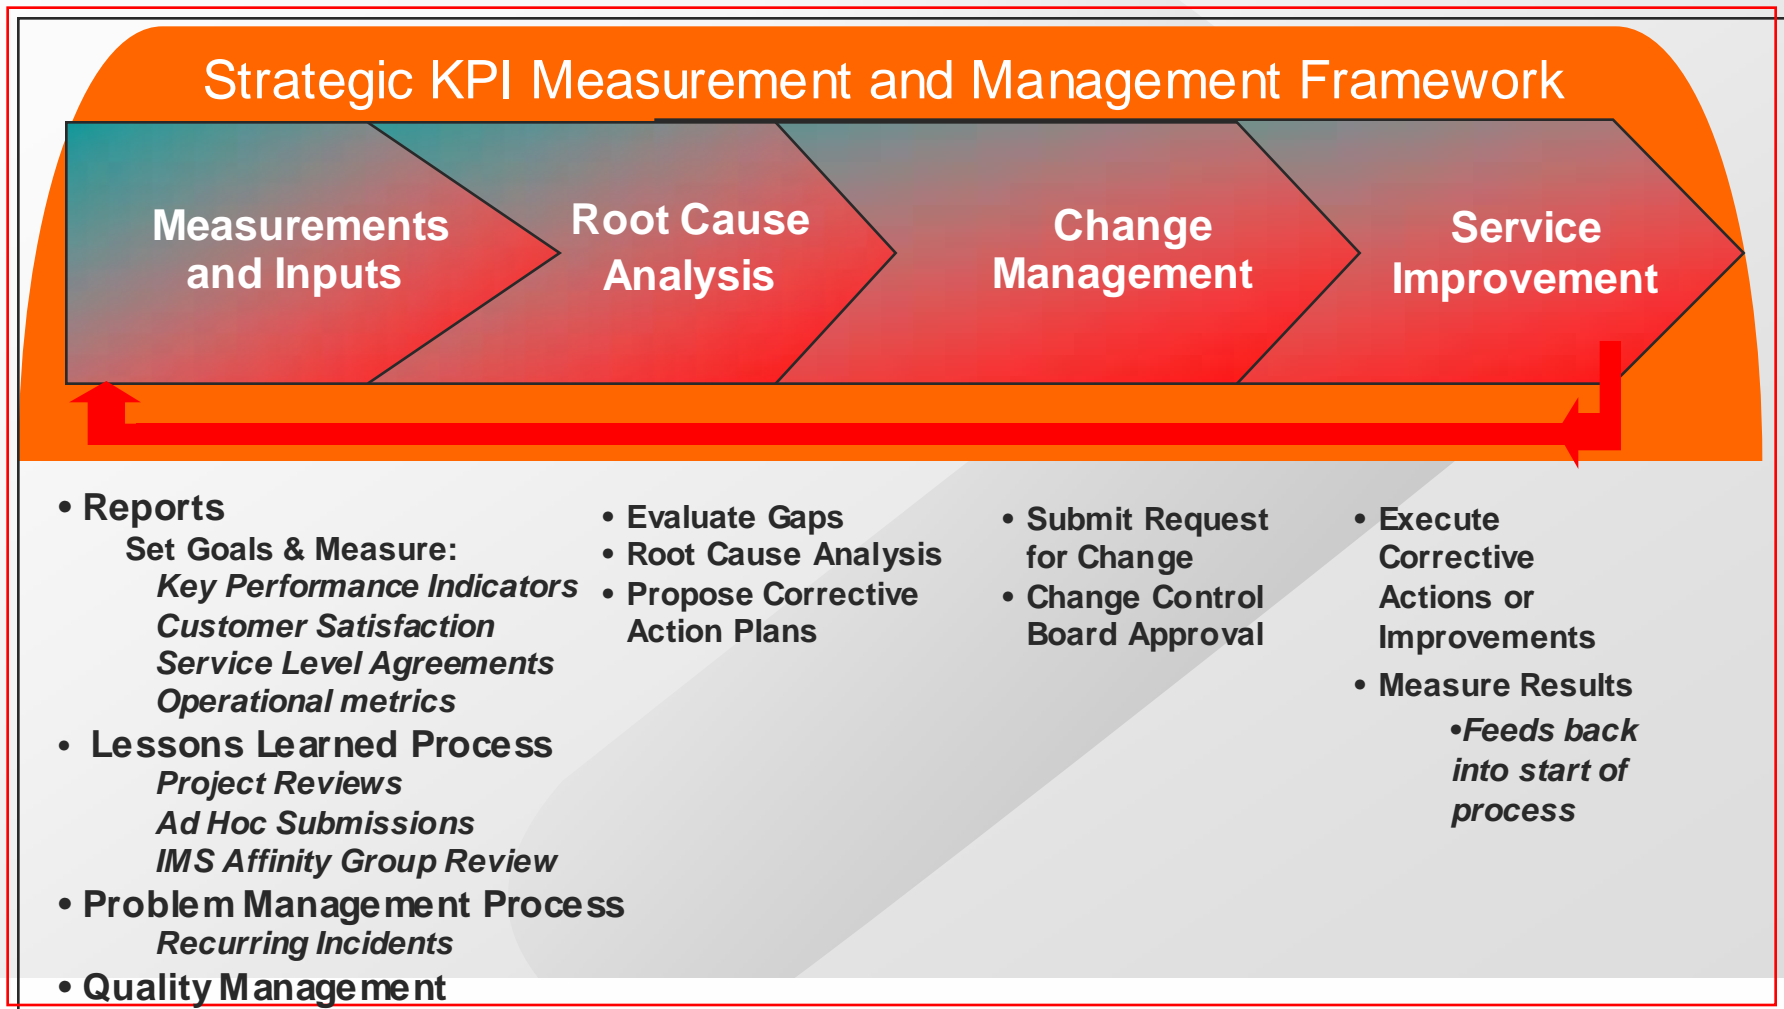 Strategic KPI Measurement and Management Framework
Measurements
and Inputs
Root Cause
Analysis
Change
Management
Service
Improvement
• Reports
Set Goals & Measure:
Key Performance Indicators
Customer Satisfaction
Service Level Agreements
Operational metrics
• Lessons Learned Process
Project Reviews
Ad Hoc Submissions
IMS Affinity Group Review
• Problem Management Process
Recurring Incidents
• Quality Management
• Evaluate Gaps
• Root Cause Analysis
• Propose Corrective
Action Plans
• Submit Request
for Change
• Change Control
Board Approval
• Execute
Corrective
Actions or
Improvements
• Measure Results
•Feeds back
into start of
process